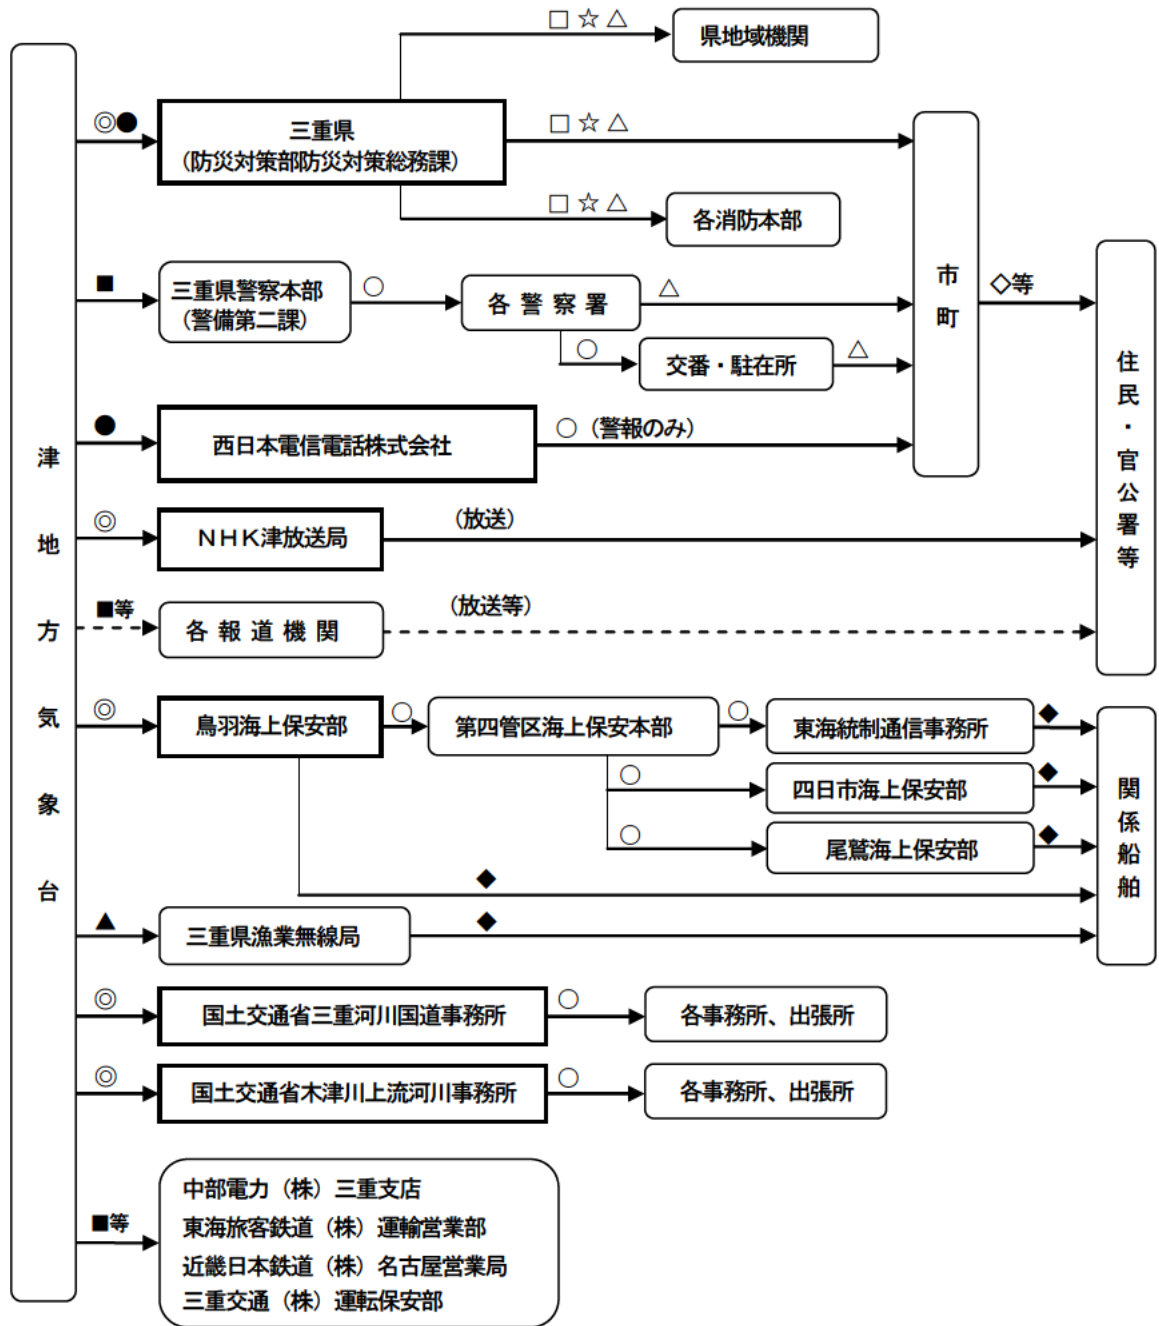 □ ☆ △
県地域機関
◎●
三重県
(防災対策部防災対策総務課)
□ ☆ △
□ ☆ △
各消防本部
■
三重県警察本部
(警備第二課)
○
各 警 察 署
△
○
交番・駐在所
△
市町
◇等
住民・官公署等
●
西日本電信電話株式会社
○ (警報のみ)
津地方気象台
◎
NHK津放送局
(放送)
■等
各 報 道 機 関
(放送等)
◎
鳥羽海上保安部
○
第四管区海上保安本部
○
東海統制通信事務所
◆
○
四日市海上保安部
◆
○
尾鷲海上保安部
◆
関係船舶
◆
▲
三重県漁業無線局
◆
◎
国土交通省三重河川国道事務所
○
各事務所、出張所
◎
国土交通省木津川上流河川事務所
○
各事務所、出張所
■等
中部電力(株)三重支店
東海旅客鉄道(株)運輸営業部
近畿日本鉄道(株)名古屋営業局
三重交通(株)運転保安部